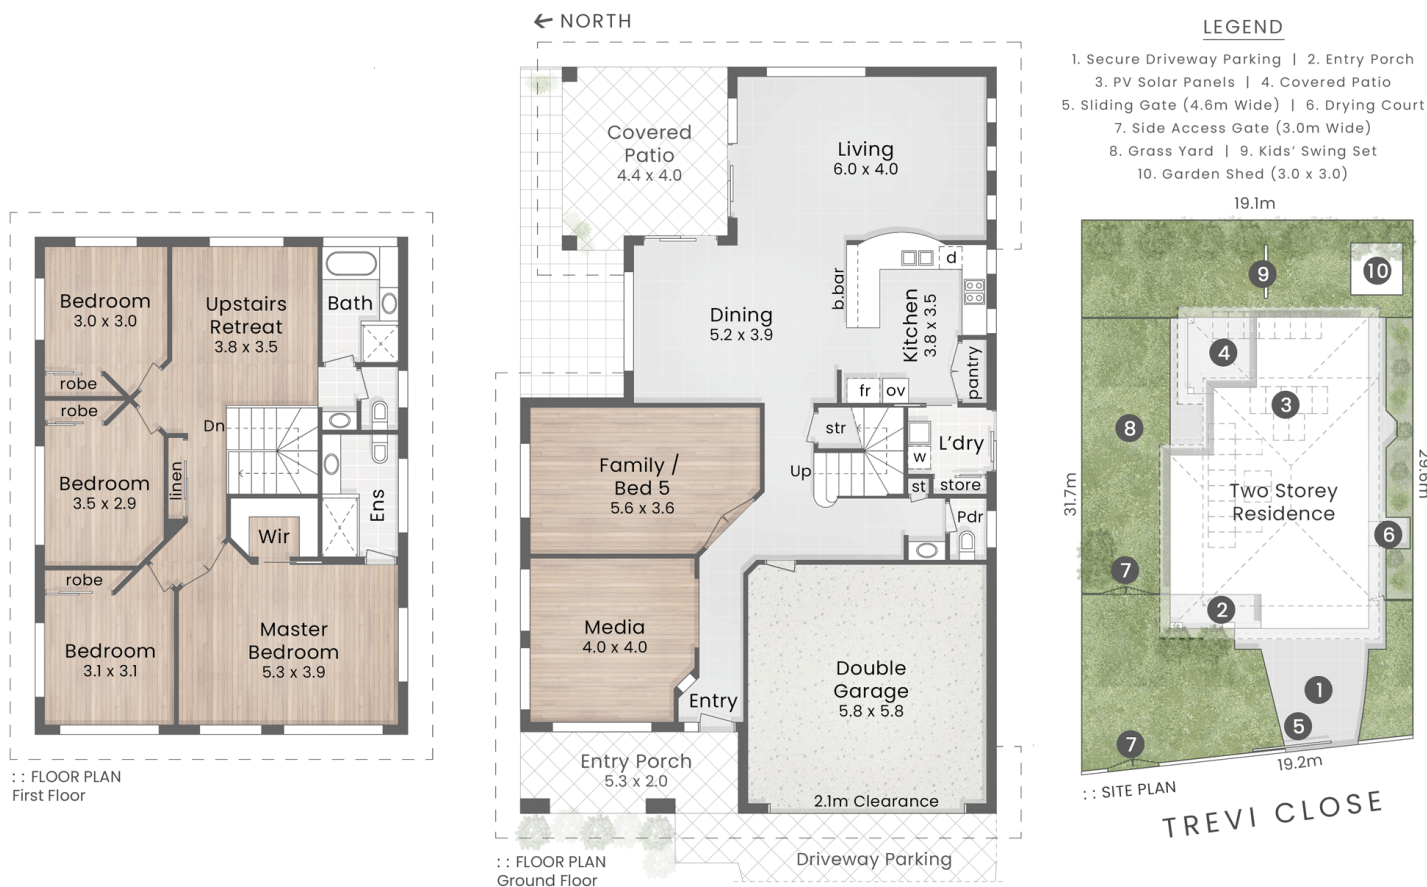 NORTH
LEGEND
1. Secure Driveway Parking | 2. Entry Porch
3. PV Solar Panels | 4. Covered Patio
5. Sliding Gate (4.6m Wide) | 6. Drying Court
7. Side Access Gate (3.0m Wide)
8. Grass Yard | 9. Kids' Swing Set
10. Garden Shed (3.0 x 3.0)
Bedroom
3.0 x 3.0
Upstairs
Retreat
3.8 x 3.5
Bath
robe
robe
Dn
Bedroom
3.5 x 2.9
linen
Ens
Wir
robe
Bedroom
3.1 x 3.1
Master
Bedroom
5.3 x 3.9
: : FLOOR PLAN
First Floor
Covered
Patio
4.4 x 4.0
Living
6.0 x 4.0
d
b.bar
Kitchen
3.8 x 3.5
Dining
5.2 x 3.9
pantry
fr
ov
str
L'dry
w
Up
st
store
Family /
Bed 5
5.6 x 3.6
Pdr
Media
4.0 x 4.0
Entry
Double
Garage
5.8 x 5.8
Entry Porch
5.3 x 2.0
2.1m Clearance
Driveway Parking
: : FLOOR PLAN
Ground Floor
19.1m
9
10
4
3
8
31.7m
29.6m
Two Storey
Residence
6
7
2
1
5
7
19.2m
: : SITE PLAN
TREVI CLOSE